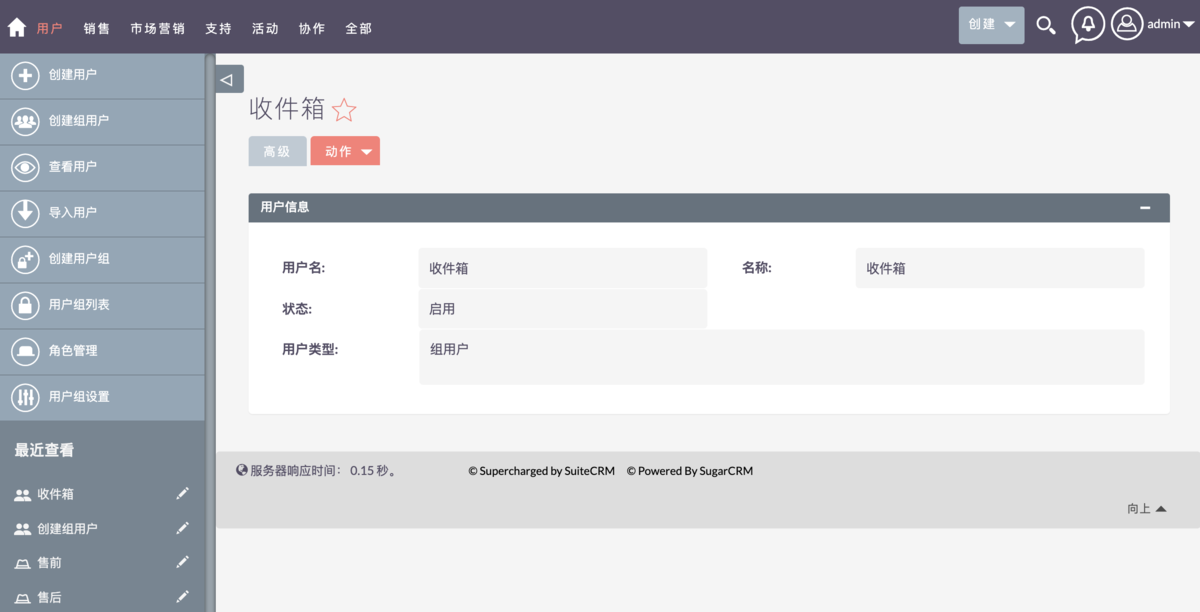 用户 销售 市场营销 支持 活动 协作 全部 创建 admin
创建用户
创建组用户
查看用户
导入用户
创建用户组
用户组列表
角色管理
用户组设置
最近查看
收件箱
创建组用户
售前
售后
收件箱
高级 动作
用户信息
用户名: 收件箱 名称: 收件箱
状态: 启用
用户类型: 组用户
服务器响应时间: 0.15 秒。 © Supercharged by SuiteCRM © Powered By SugarCRM
向上